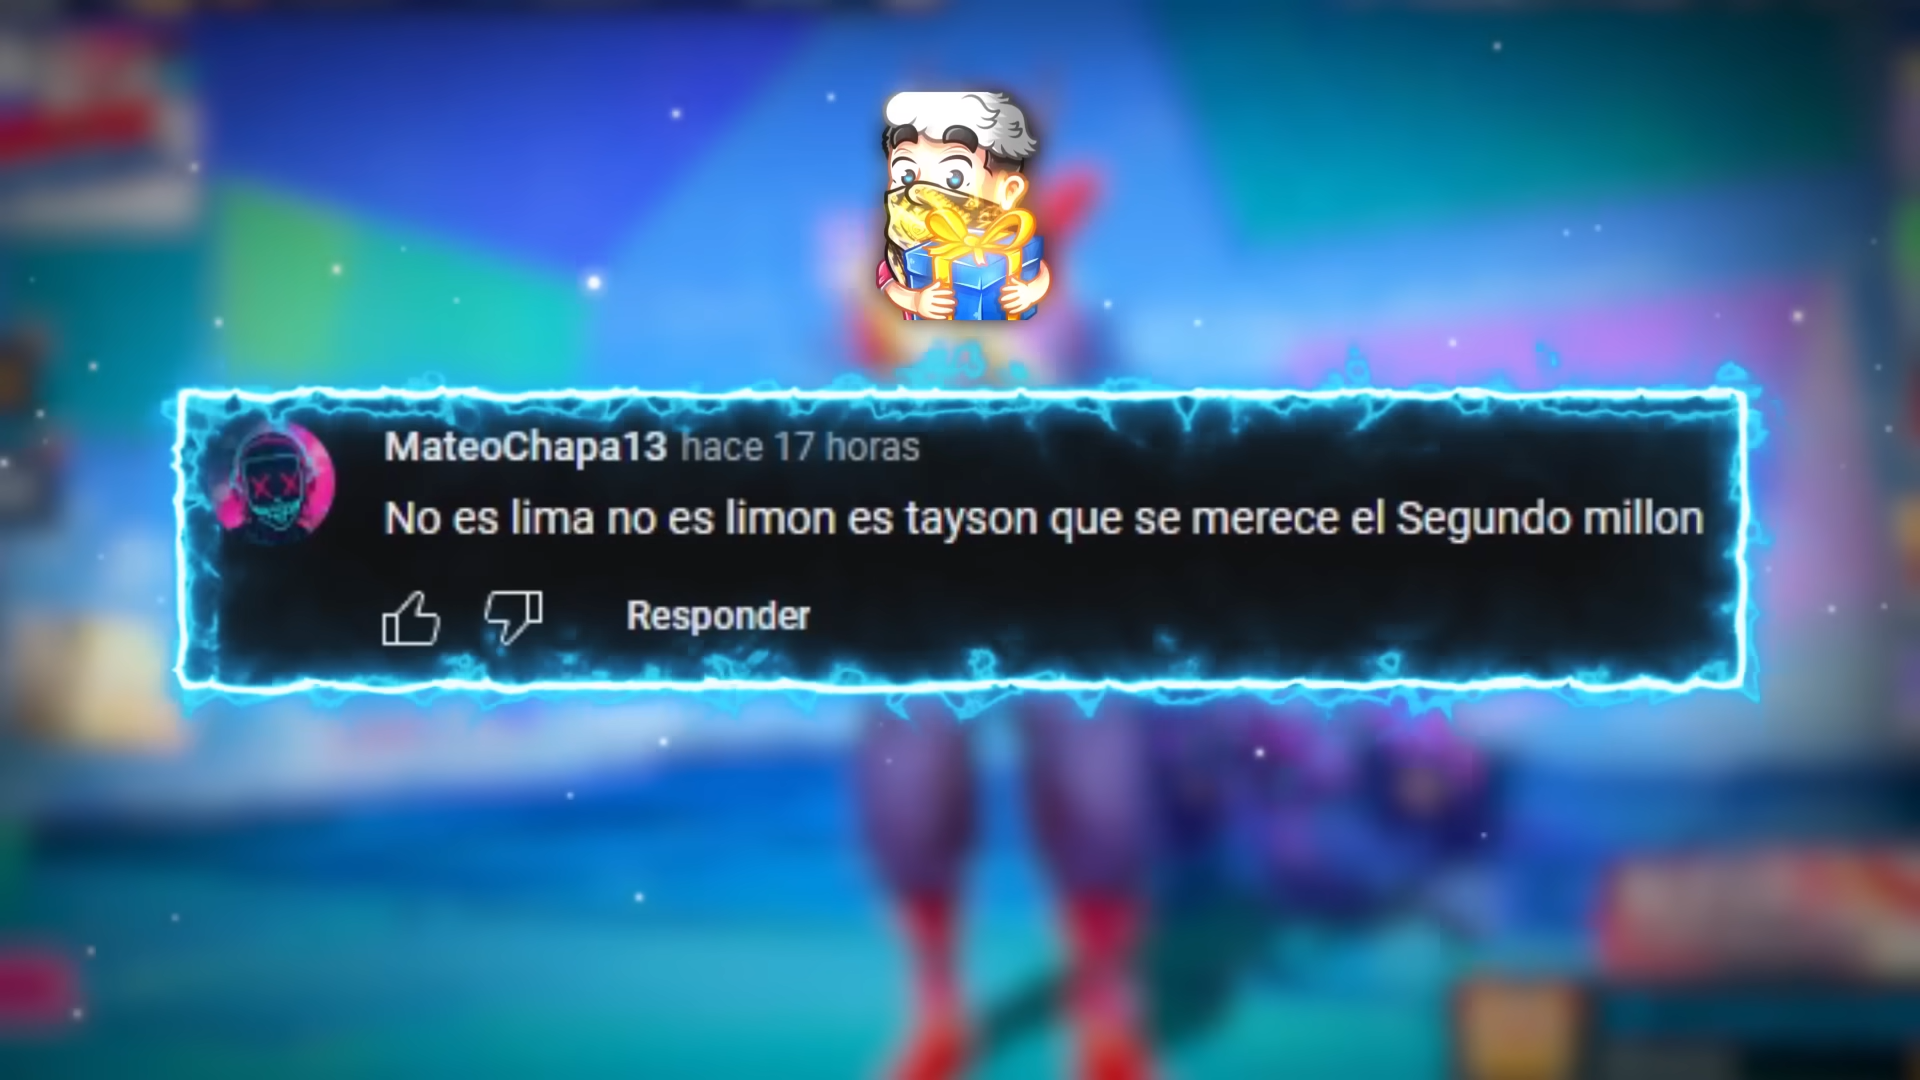 MateoChapa13 hace 17 horas
No es lima no es limon es tayson que se merece el Segundo millon
Responder